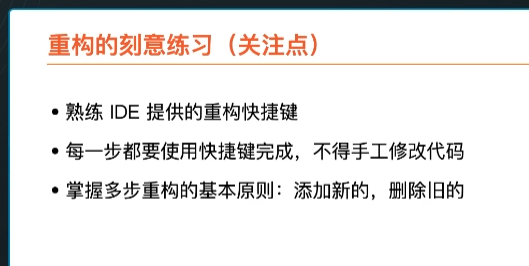 重构的刻意练习（关注点）
• 熟练 IDE 提供的重构快捷键
• 每一步都要使用快捷键完成，不得手工修改代码
• 掌握多步重构的基本原则：添加新的，删除旧的